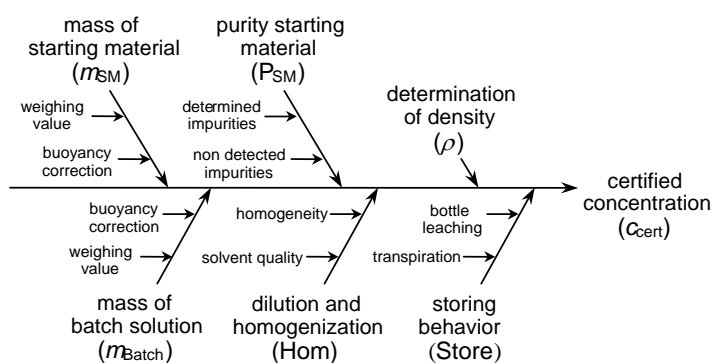 mass of
starting material
(mSM)
purity starting
material
(PSM)
determination
of density
(ρ)
weighing
value
buoyancy
correction
determined
impurities
non detected
impurities
certified
concentration
(ccert)
buoyancy
correction
weighing
value
homogeneity
solvent quality
bottle
leaching
transpiration
mass of
batch solution
(mBatch)
dilution and
homogenization
(Hom)
storing
behavior
(Store)